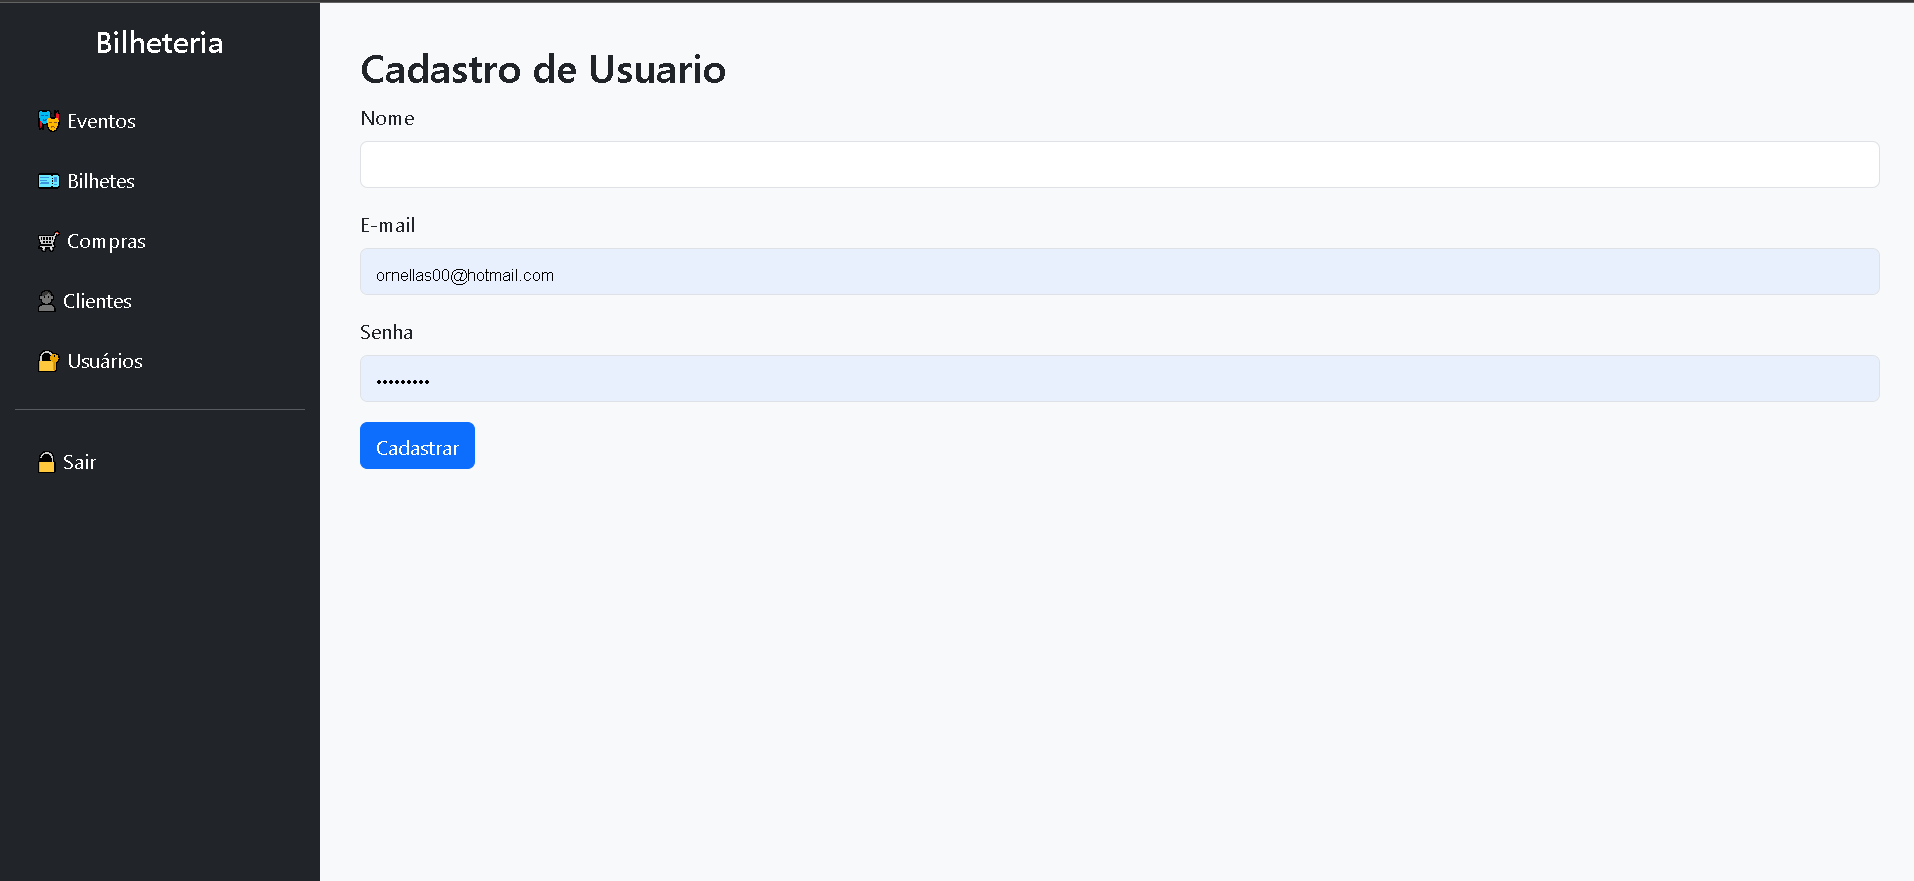 Bilheteria
Eventos
Bilhetes
Compras
Clientes
Usuários
Sair
Cadastro de Usuario
Nome
E-mail
ornellas00@hotmail.com
Senha
•••••••••
Cadastrar